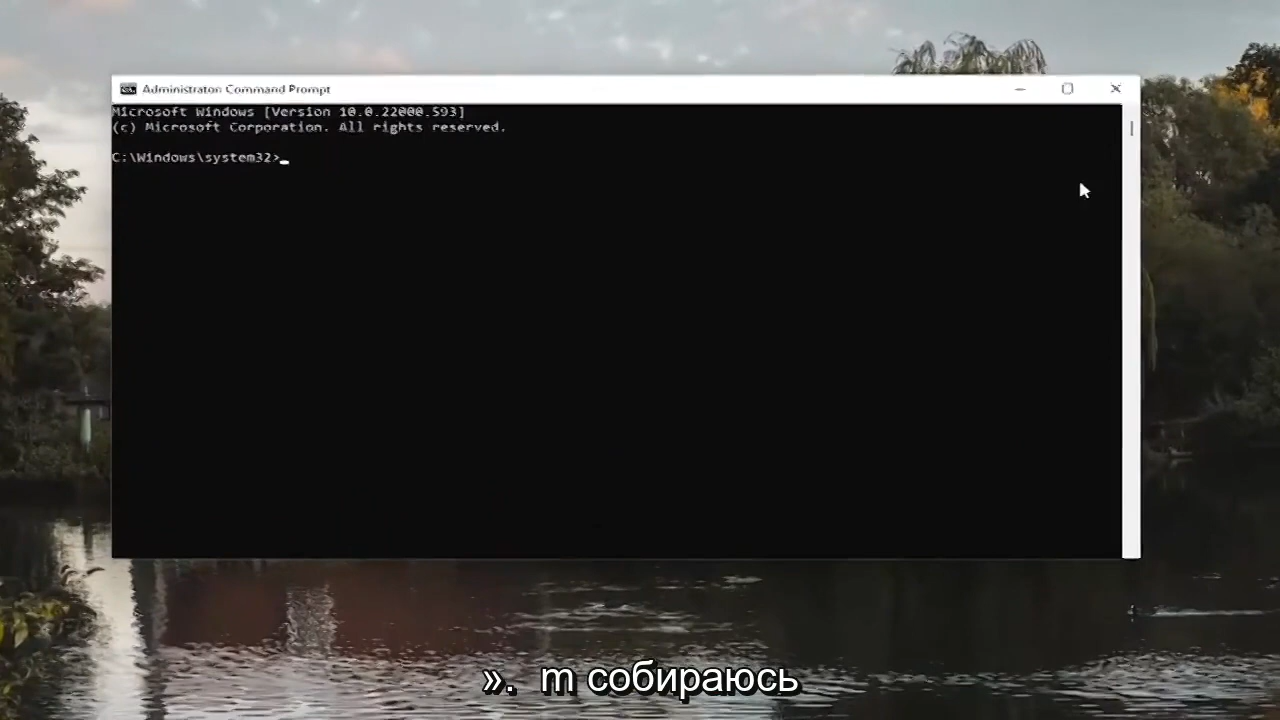 Administrator: Command Prompt
Microsoft Windows [Version 10.0.22000.593]
(c) Microsoft Corporation. All rights reserved.
C:\Windows\system32>
». m собираюсь